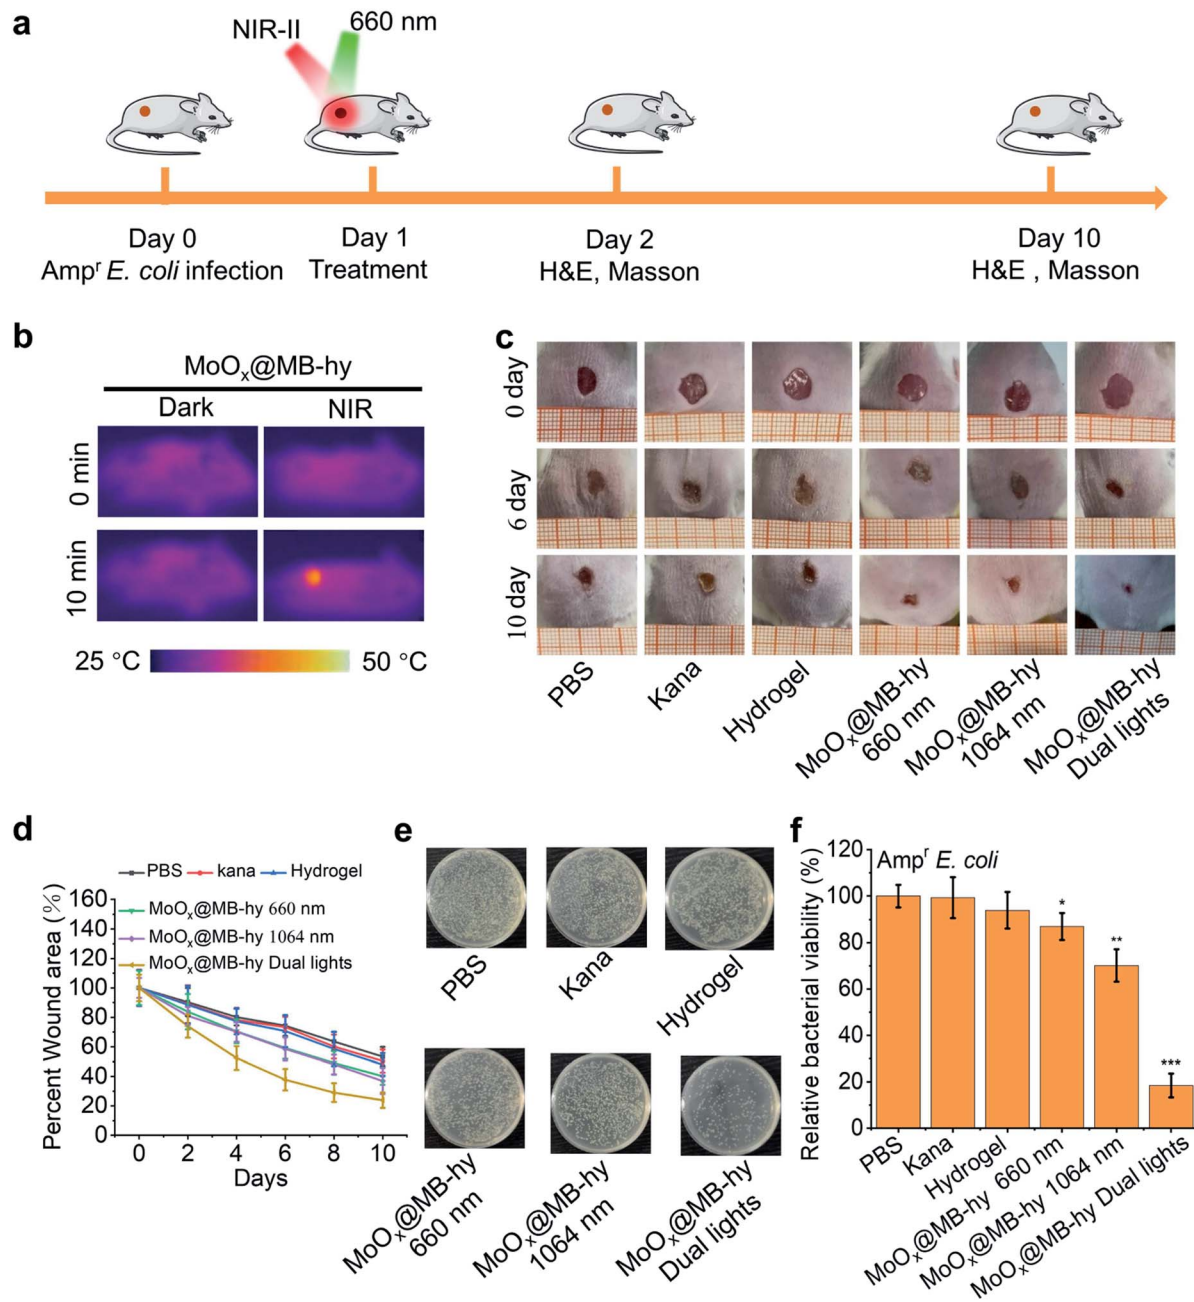 a
NIR-II
660 nm
Day 0
Ampʳ E. coli infection
Day 1
Treatment
Day 2
H&E, Masson
Day 10
H&E , Masson
b
MoOₓ@MB-hy
Dark
NIR
0 min
10 min
25 °C
50 °C
c
0 day
6 day
10 day
PBS
Kana
Hydrogel
MoOₓ@MB-hy
660 nm
MoOₓ@MB-hy
1064 nm
MoOₓ@MB-hy
Dual lights
d
PBS
kana
Hydrogel
MoOₓ@MB-hy 660 nm
MoOₓ@MB-hy 1064 nm
MoOₓ@MB-hy Dual lights
Percent Wound area (%)
160
140
120
100
80
60
40
20
0
0 2 4 6 8 10
Days
e
PBS
Kana
Hydrogel
MoOₓ@MB-hy
660 nm
MoOₓ@MB-hy
1064 nm
MoOₓ@MB-hy
Dual lights
f
Relative bacterial viability (%)
120
100
80
60
40
20
0
Ampʳ E. coli
*
**
***
PBS
Kana
Hydrogel
MoOₓ@MB-hy 660 nm
MoOₓ@MB-hy 1064 nm
MoOₓ@MB-hy Dual lights